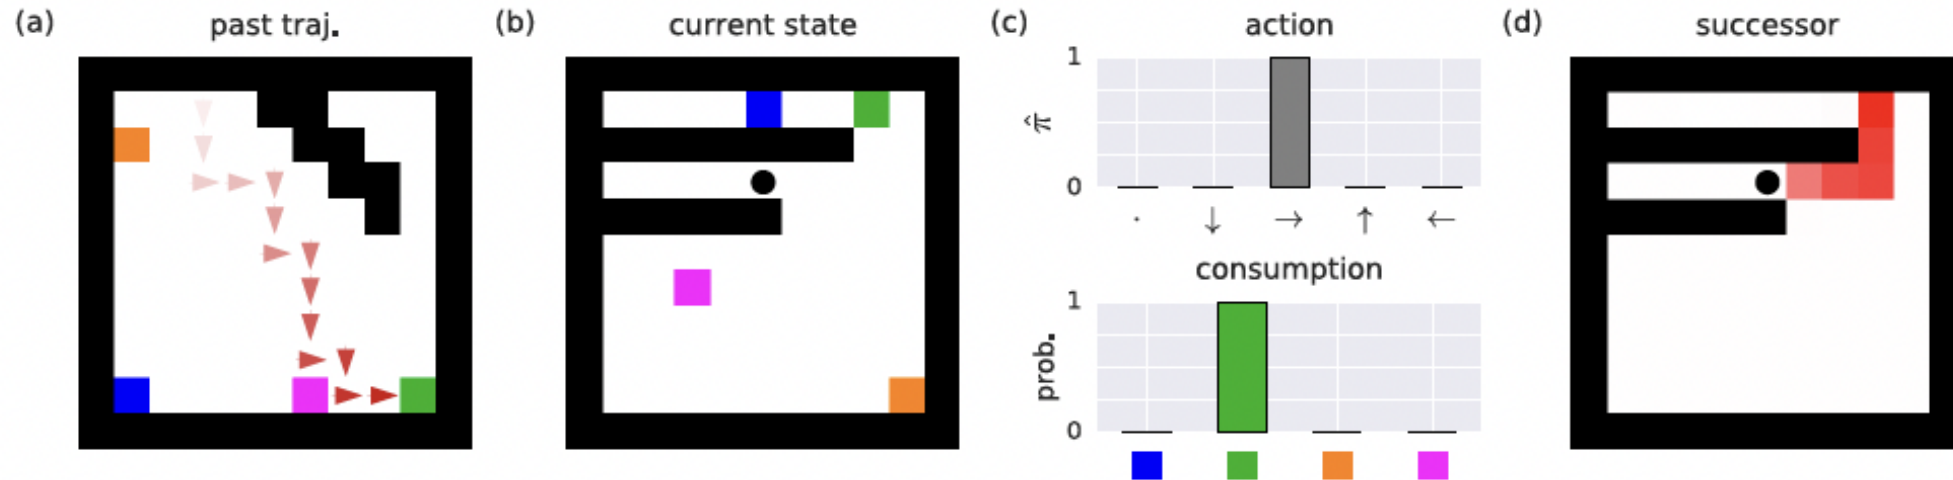 (a) past traj.
(b) current state
(c) action
(d) successor
1
π̂
0
· ↓ → ↑ ←
consumption
1
prob.
0